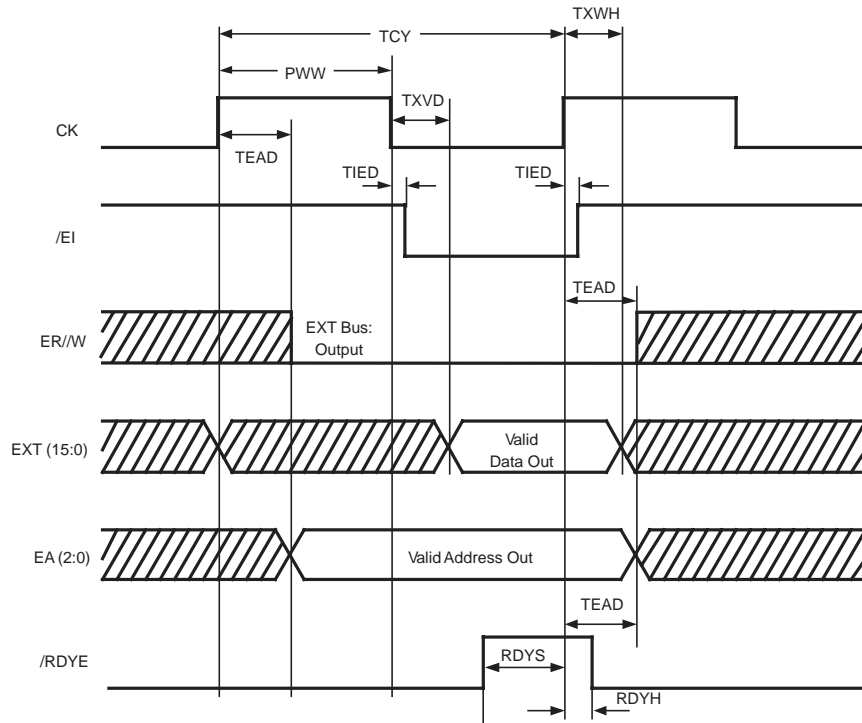 TXWH
TCY
PWW
TXVD
CK
TEAD
TIED
TIED
/EI
TEAD
ER//W
EXT Bus:
Output
EXT (15:0)
Valid
Data Out
EA (2:0)
Valid Address Out
TEAD
/RDYE
RDYS
RDYH